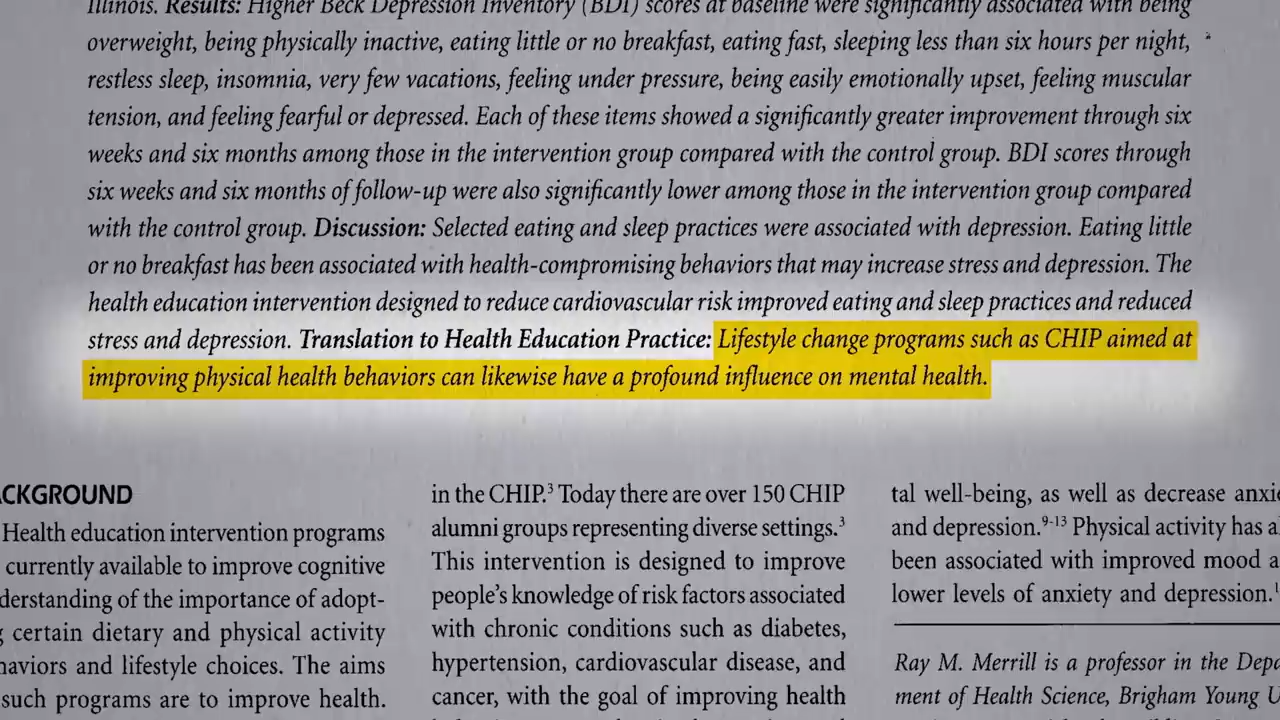 Illinois. Results: Higher Beck Depression Inventory (BDI) scores at baseline were significantly associated with being
overweight, being physically inactive, eating little or no breakfast, eating fast, sleeping less than six hours per night,
restless sleep, insomnia, very few vacations, feeling under pressure, being easily emotionally upset, feeling muscular
tension, and feeling fearful or depressed. Each of these items showed a significantly greater improvement through six
weeks and six months among those in the intervention group compared with the control group. BDI scores through
six weeks and six months of follow-up were also significantly lower among those in the intervention group compared
with the control group. Discussion: Selected eating and sleep practices were associated with depression. Eating little
or no breakfast has been associated with health-compromising behaviors that may increase stress and depression. The
health education intervention designed to reduce cardiovascular risk improved eating and sleep practices and reduced
stress and depression. Translation to Health Education Practice: Lifestyle change programs such as CHIP aimed at
improving physical health behaviors can likewise have a profound influence on mental health.
ACKGROUND
Health education intervention programs
currently available to improve cognitive
derstanding of the importance of adopt-
g certain dietary and physical activity
haviors and lifestyle choices. The aims
such programs are to improve health.
in the CHIP.³ Today there are over 150 CHIP
alumni groups representing diverse settings.³
This intervention is designed to improve
people's knowledge of risk factors associated
with chronic conditions such as diabetes,
hypertension, cardiovascular disease, and
cancer, with the goal of improving health
tal well-being, as well as decrease anxi
and depression.⁹⁻¹³ Physical activity has a
been associated with improved mood a
lower levels of anxiety and depression.
Ray M. Merrill is a professor in the Depa
ment of Health Science, Brigham Young U